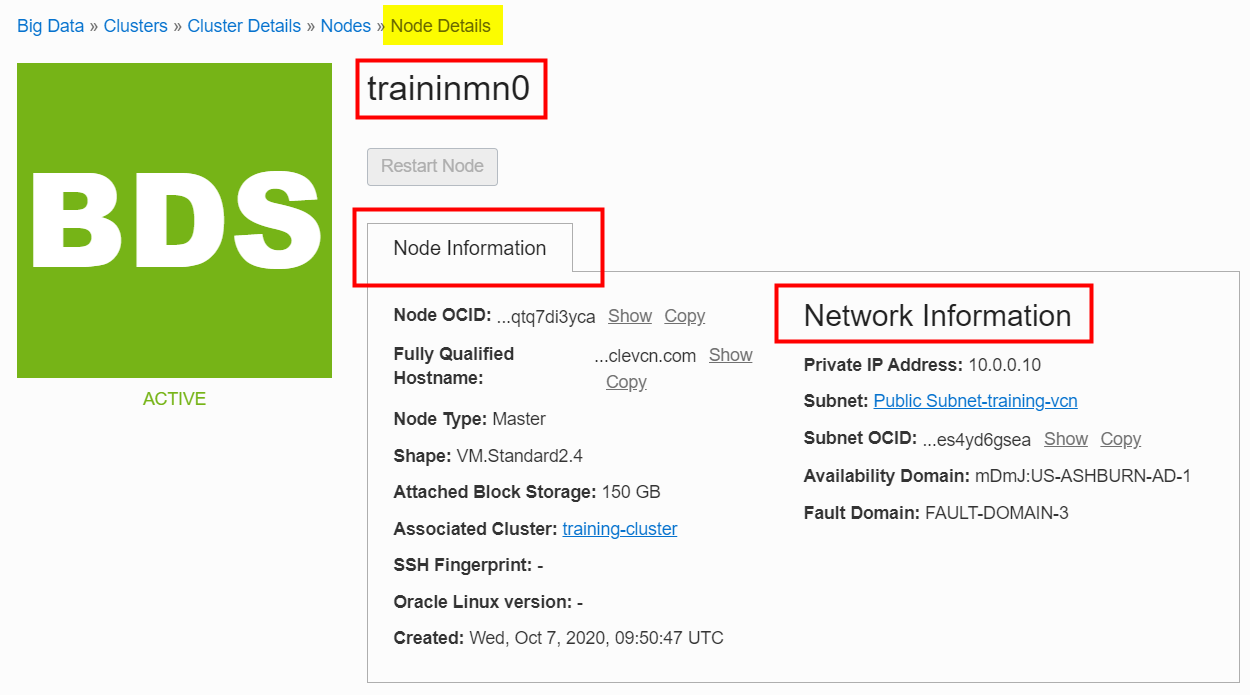 Big Data » Clusters » Cluster Details » Nodes » Node Details
BDS
ACTIVE
traininmn0
Restart Node
Node Information
Node OCID: ...qtq7di3yca Show Copy
Fully Qualified Hostname: ...clevcn.com Show
Copy
Node Type: Master
Shape: VM.Standard2.4
Attached Block Storage: 150 GB
Associated Cluster: training-cluster
SSH Fingerprint: -
Oracle Linux version: -
Created: Wed, Oct 7, 2020, 09:50:47 UTC
Network Information
Private IP Address: 10.0.0.10
Subnet: Public Subnet-training-vcn
Subnet OCID: ...es4yd6gsea Show Copy
Availability Domain: mDmJ:US-ASHBURN-AD-1
Fault Domain: FAULT-DOMAIN-3